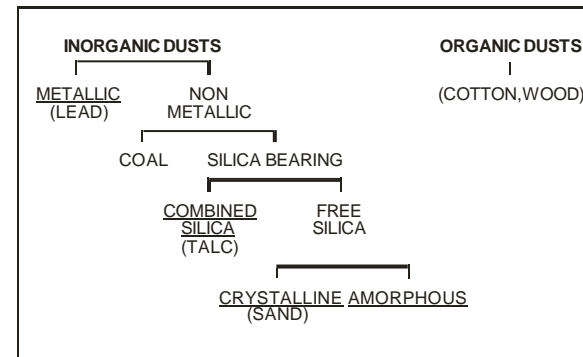 INORGANIC DUSTS ORGANIC DUSTS
METALLIC NON (COTTON,WOOD)
(LEAD) METALLIC
COAL SILICA BEARING
COMBINED FREE
SILICA SILICA
(TALC)
CRYSTALLINE AMORPHOUS
(SAND)